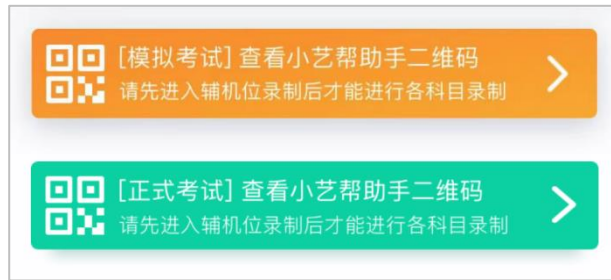 [模拟考试] 查看小艺帮助手二维码
请先进入辅机位录制后才能进行各科目录制
[正式考试] 查看小艺帮助手二维码
请先进入辅机位录制后才能进行各科目录制